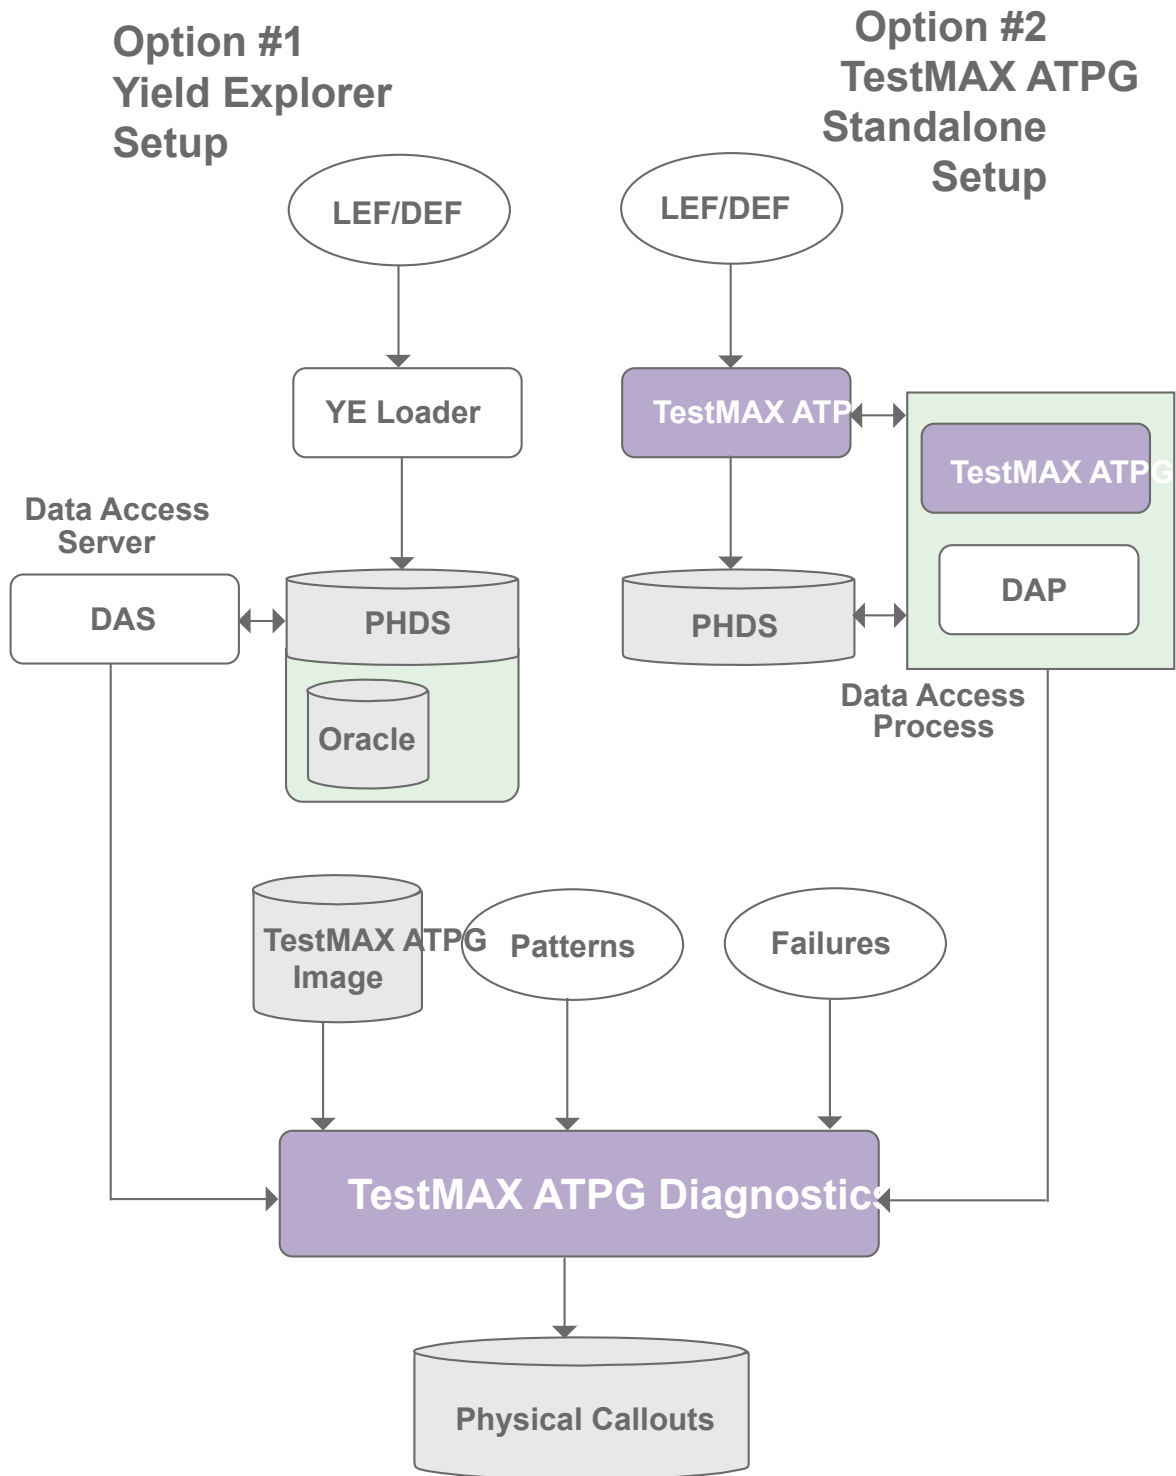 Option #1
Yield Explorer
Setup
Option #2
TestMAX ATPG
Standalone
Setup
LEF/DEF
LEF/DEF
YE Loader
TestMAX ATP
TestMAX ATPG
Data Access
Server
DAS
PHDS
PHDS
DAP
Oracle
Data Access
Process
TestMAX ATPG
Image
Patterns
Failures
TestMAX ATPG Diagnostics
Physical Callouts